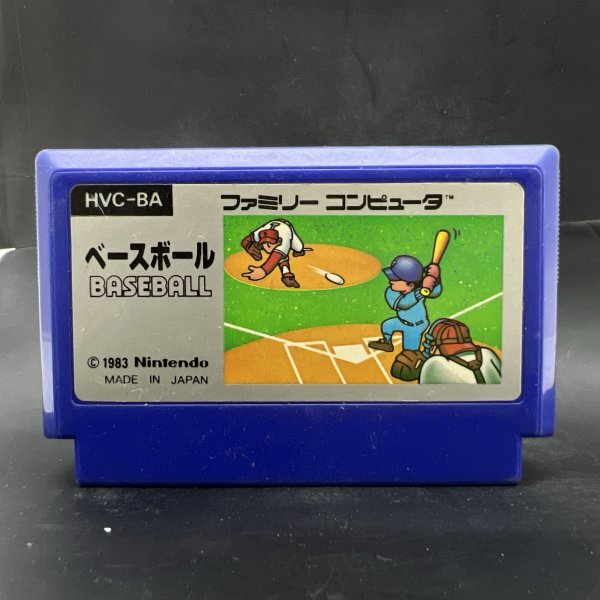 HVC-BA
ファミリー コンピュータ™
ベースボール
BASEBALL
© 1983 Nintendo
MADE IN JAPAN